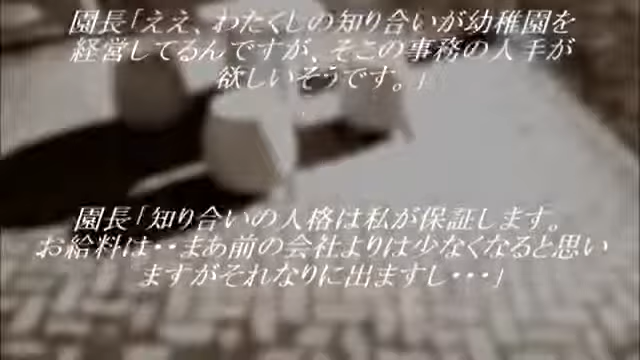 園長「ええ、わたくしの知り合いが幼稚園を
経営してるんですが、そこの事務の人手が
欲しいそうです。」
園長「知り合いの人格は私が保証します。
お給料は・・まあ前の会社よりは少なくなると思い
ますがそれなりに出ますし・・・」